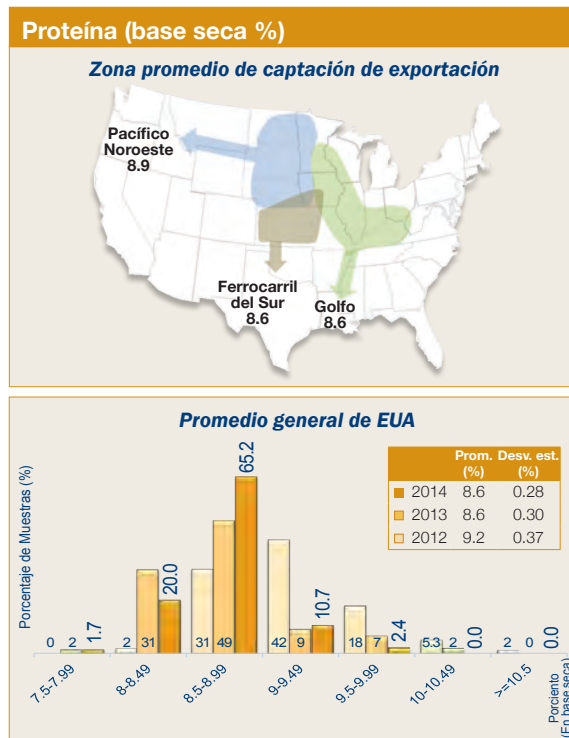 Proteína (base seca %)
Zona promedio de captación de exportación
Pacífico
Noroeste
8.9
Ferrocarril
del Sur
8.6
Golfo
8.6
Promedio general de EUA
Porcentaje de Muestras (%)
Prom. Desv. est.
(%) (%)
2014 8.6 0.28
2013 8.6 0.30
2012 9.2 0.37
0 2 1.7
2 31 20.0
31 49 65.2
42 9 10.7
18 7 2.4
5.3 2 0.0
2 0 0.0
7.5-7.99
8-8.49
8.5-8.99
9-9.49
9.5-9.99
10-10.49
>=10.5
Porciento
(En base seca)